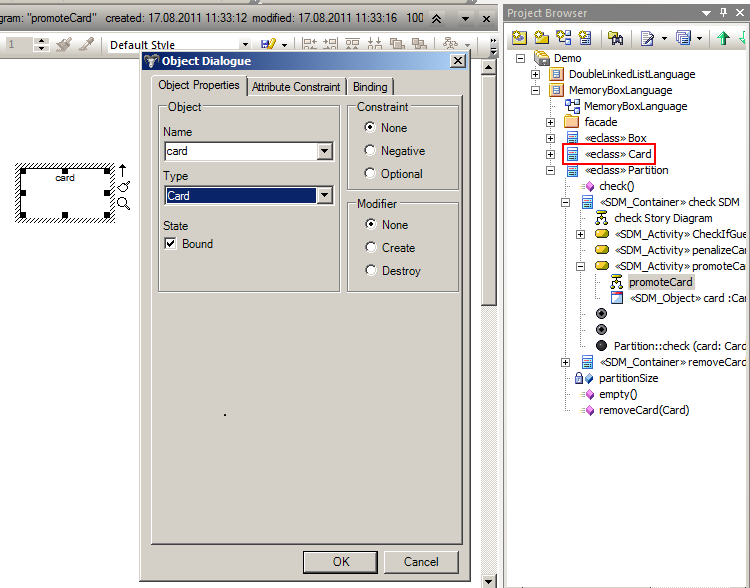 gram: "promoteCard" created: 17.08.2011 11:33:12 modified: 17.08.2011 11:33:16 100
1
Default Style
card
Object Dialogue
Object Properties
Attribute Constraint
Binding
Object
Name
card
Type
Card
State
Bound
Constraint
None
Negative
Optional
Modifier
None
Create
Destroy
OK
Cancel
Project Browser
Demo
DoubleLinkedListLanguage
MemoryBoxLanguage
MemoryBoxLanguage
facade
«eclass» Box
«eclass» Card
«eclass» Partition
check()
«SDM_Container» check SDM
check Story Diagram
«SDM_Activity» CheckIfGue
«SDM_Activity» penalizeCar
«SDM_Activity» promoteCa
promoteCard
«SDM_Object» card :Car
Partition::check (card: Card
«SDM_Container» removeCard
partitionSize
empty()
removeCard(Card)